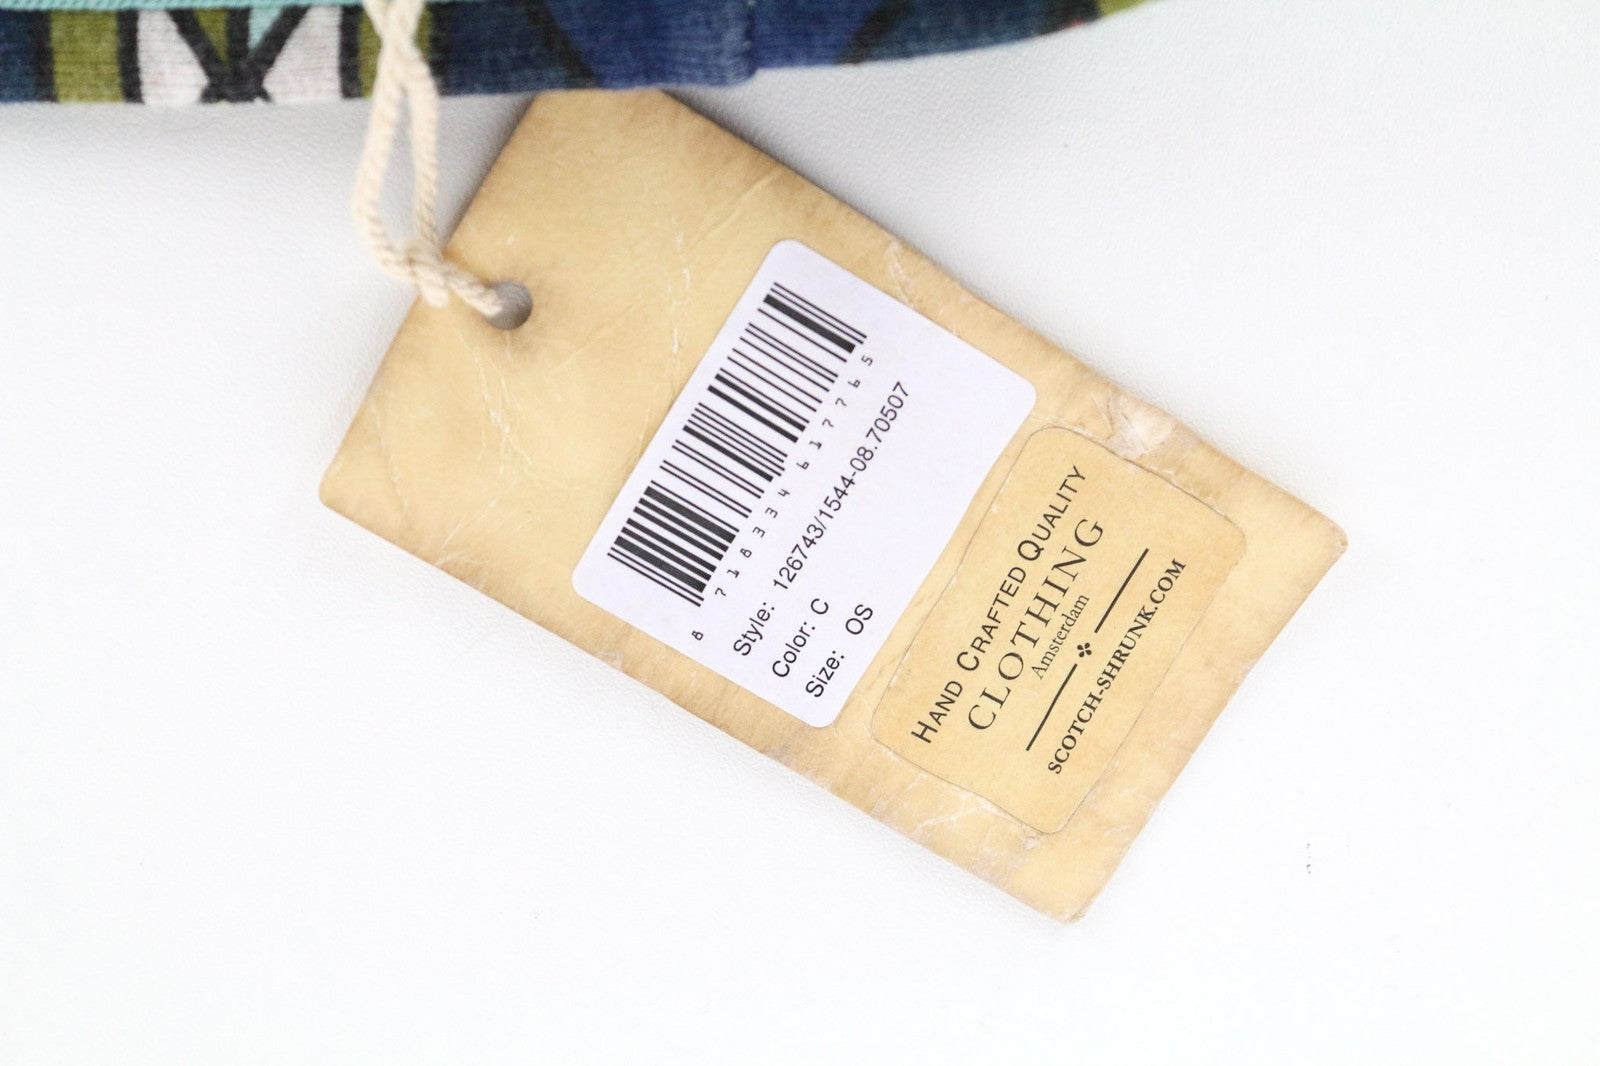 8 718334 617765
Style: 126743/1544-08.70507
Color: C
Size: OS
HAND CRAFTED QUALITY
CLOTHING
Amsterdam
SCOTCH-SHRUNK.COM